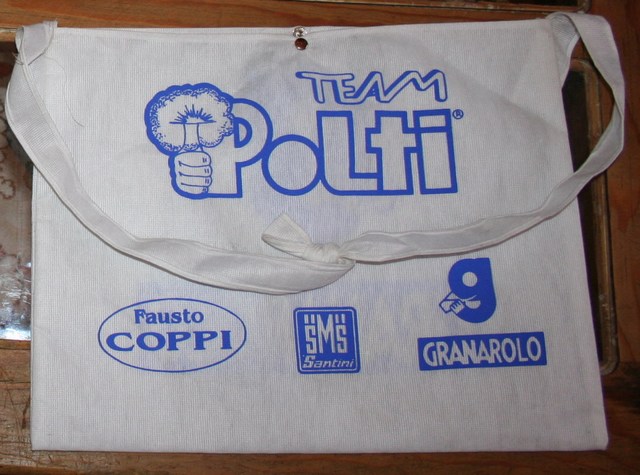 TEAM
Polti®
Fausto
COPPI
SMS
Santini
g
GRANAROLO